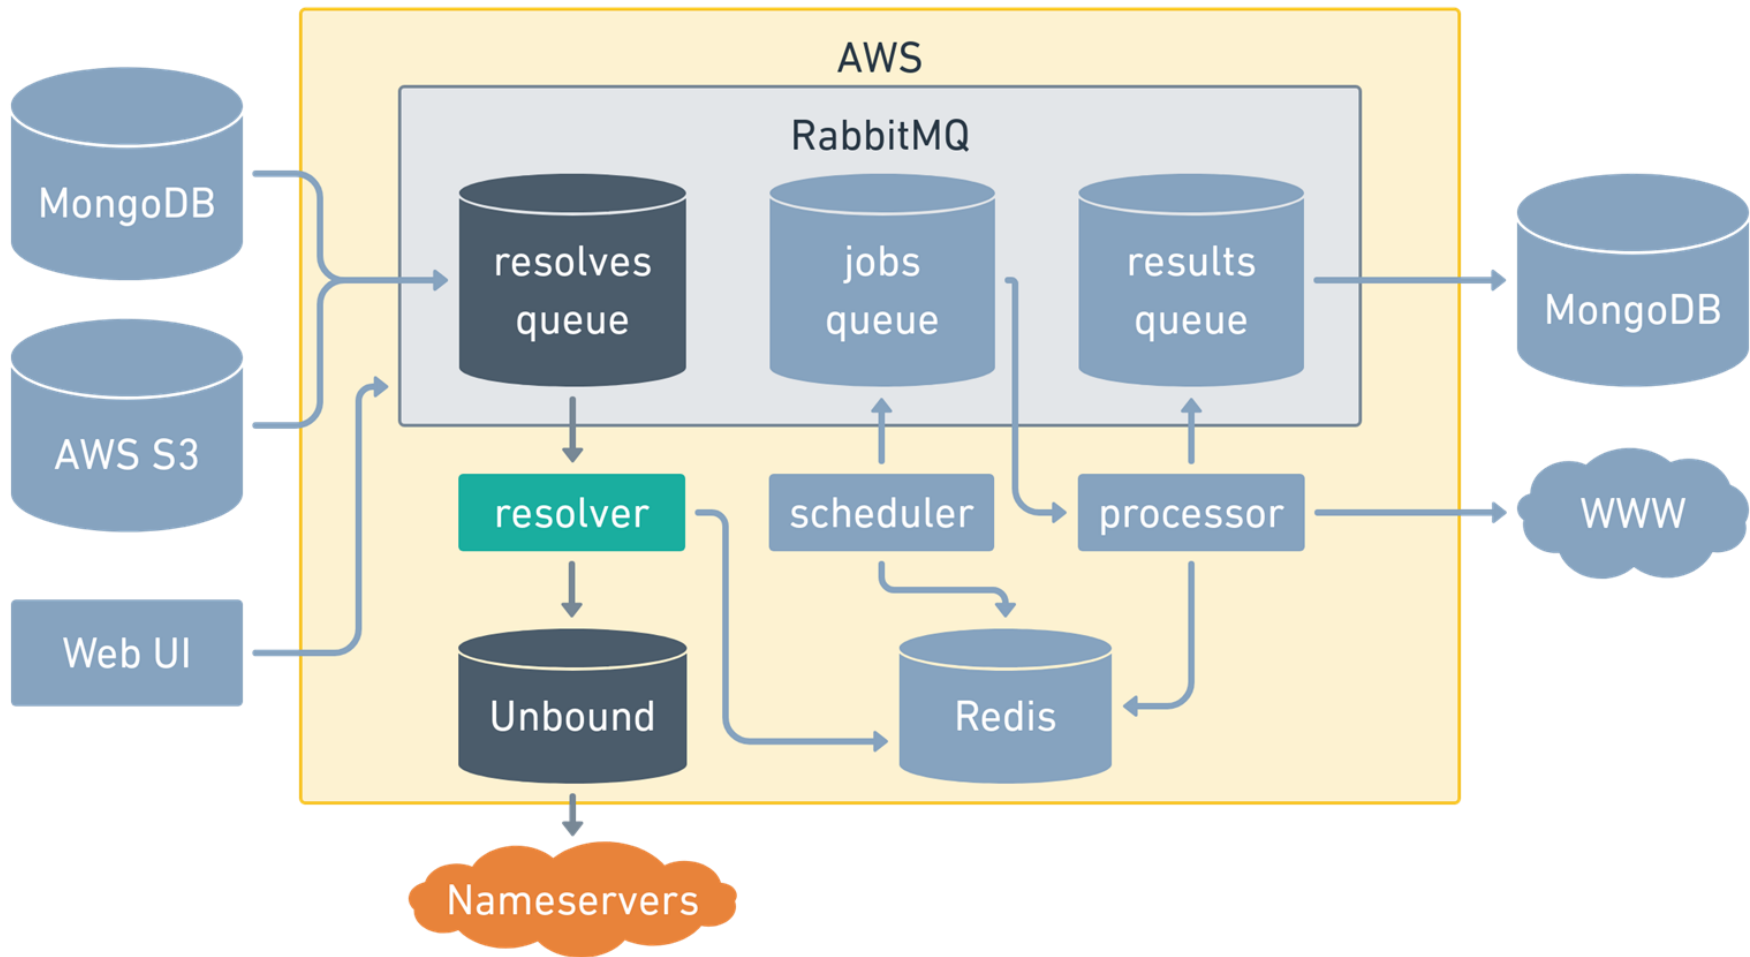 AWS
RabbitMQ
MongoDB
AWS S3
Web UI
resolves
queue
jobs
queue
results
queue
MongoDB
resolver
scheduler
processor
WWW
Unbound
Redis
Nameservers